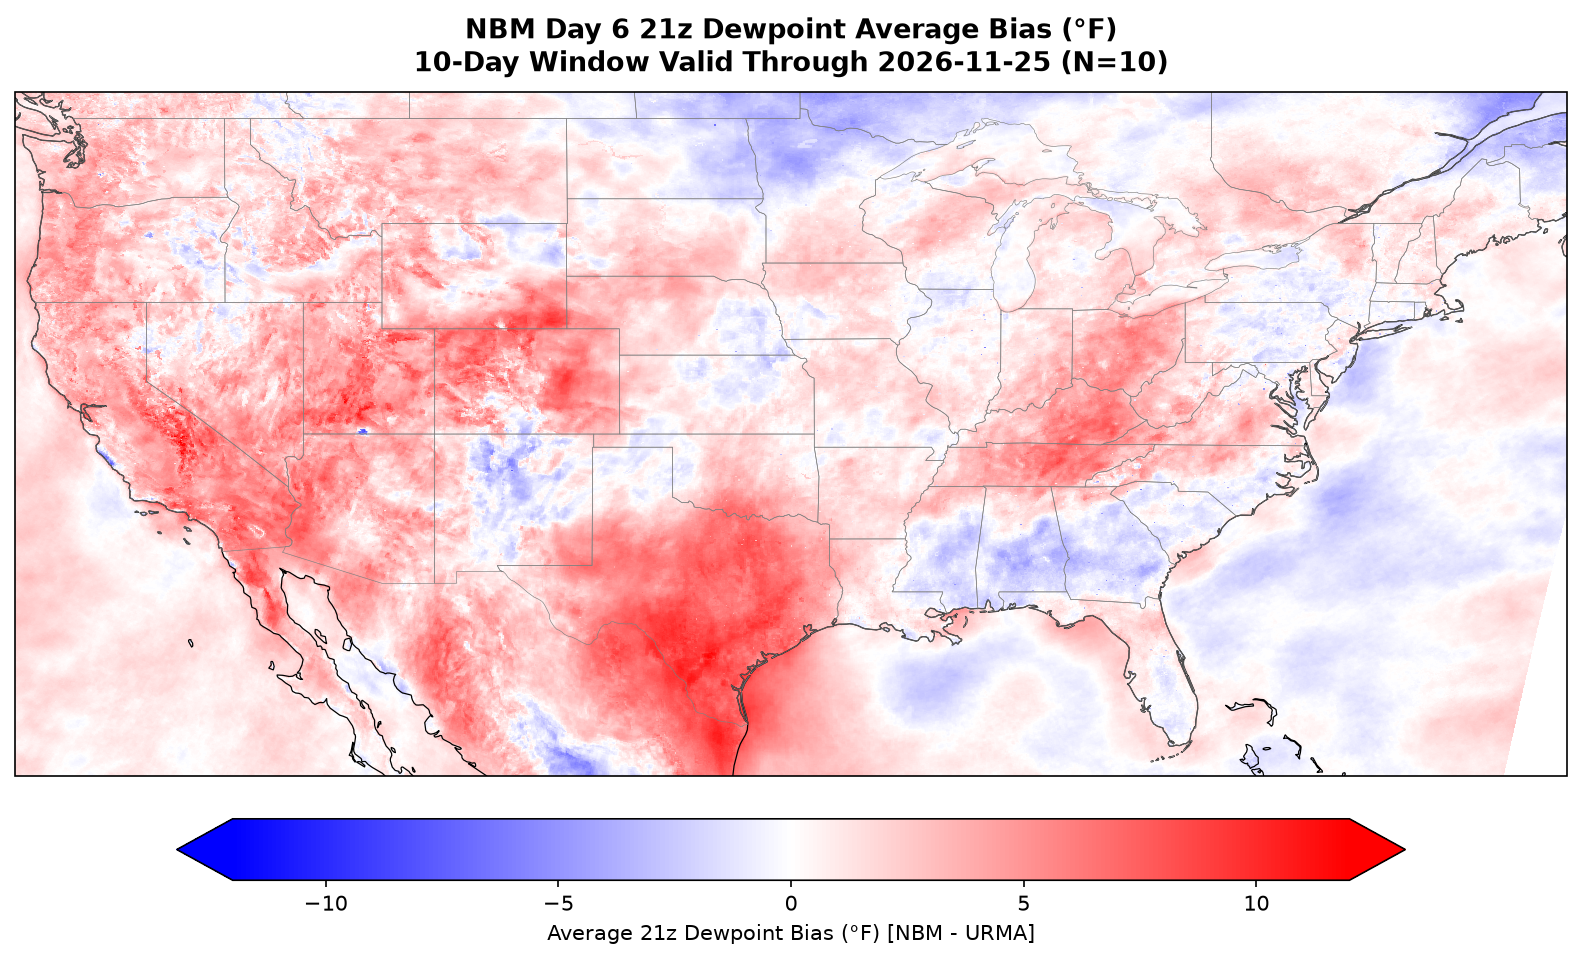 NBM Day 6 21z Dewpoint Average Bias (°F)
10-Day Window Valid Through 2026-11-25 (N=10)
−10 −5 0 5 10
Average 21z Dewpoint Bias (°F) [NBM - URMA]